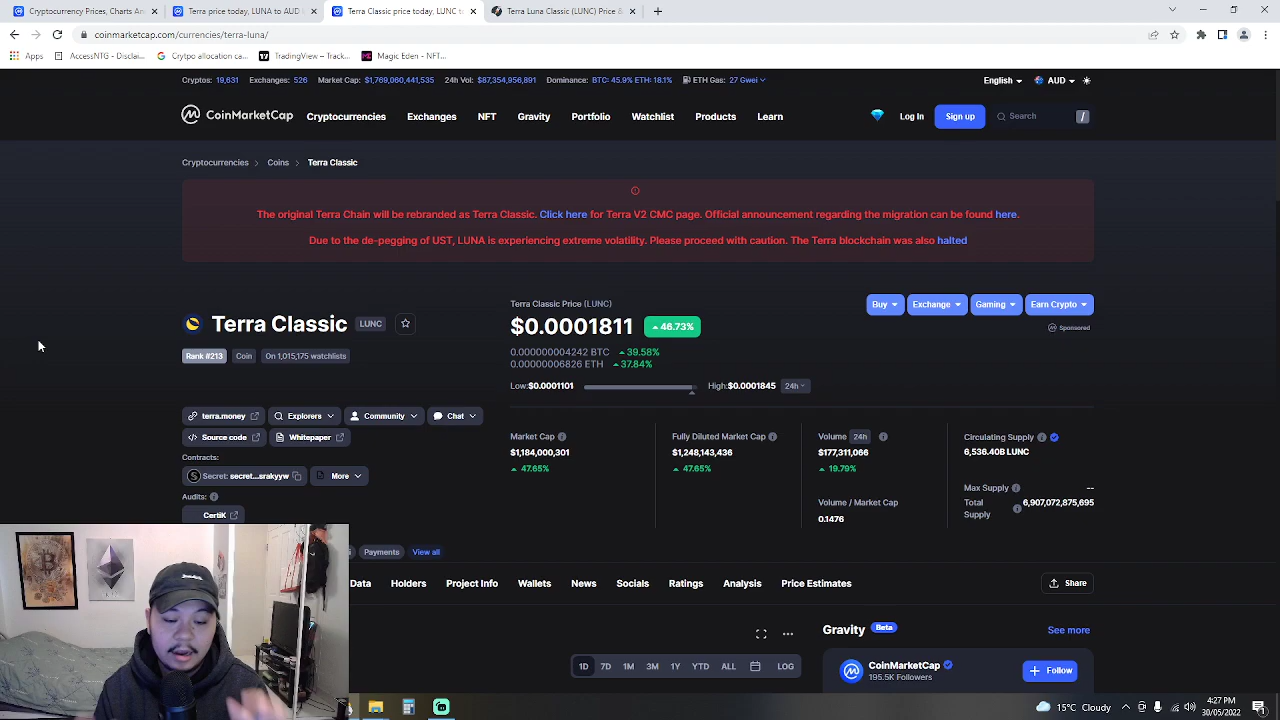 Cryptocurrency Prices, Charts An
Terra price today, LUNA to AUD
Terra Classic price today, LUNC to
Terra Luna Classic (LUNC) Price &
coinmarketcap.com/currencies/terra-luna/
Apps
AccessNTG - Disclai...
Crypo allocation ca...
TradingView – Track...
Magic Eden - NFT...
Cryptos: 19,631 Exchanges: 526 Market Cap: $1,769,060,441,535 24h Vol: $87,354,956,891 Dominance: BTC: 45.9% ETH: 18.1% ETH Gas: 27 Gwei
English
AUD
CoinMarketCap
Cryptocurrencies Exchanges NFT Gravity Portfolio Watchlist Products Learn
Log In
Sign up
Search /
Cryptocurrencies > Coins > Terra Classic
The original Terra Chain will be rebranded as Terra Classic. Click here for Terra V2 CMC page. Official announcement regarding the migration can be found here.
Due to the de-pegging of UST, LUNA is experiencing extreme volatility. Please proceed with caution. The Terra blockchain was also halted
Terra Classic LUNC
Rank #213 Coin On 1,015,175 watchlists
terra.money Explorers Community Chat
Source code Whitepaper
Contracts:
Secret: secret...srakyyw More
Audits:
CertiK
Payments View all
Terra Classic Price (LUNC)
$0.0001811 46.73%
0.000000004242 BTC 39.58%
0.00000006826 ETH 37.84%
Low: $0.0001101 High: $0.0001845 24h
Buy Exchange Gaming Earn Crypto
Sponsored
Market Cap
$1,184,000,301
47.65%
Fully Diluted Market Cap
$1,248,143,436
47.65%
Volume 24h
$177,311,066
19.79%
Volume / Market Cap
0.1476
Circulating Supply
6,536.40B LUNC
Max Supply --
Total Supply 6,907,072,875,695
Data Holders Project Info Wallets News Socials Ratings Analysis Price Estimates
Share
1D 7D 1M 3M 1Y YTD ALL LOG
Gravity Beta
See more
CoinMarketCap
195.5K Followers
+ Follow
15°C Cloudy
4:27 PM
30/05/2022